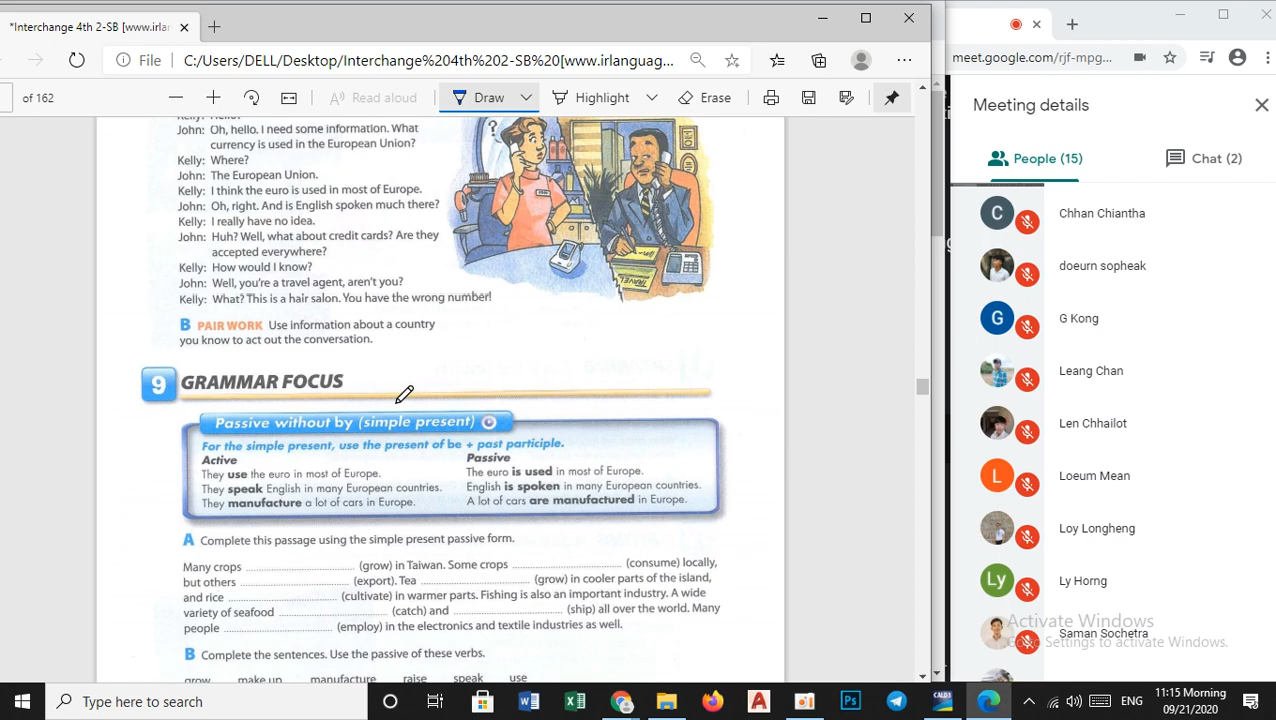 *Interchange 4th 2-SB [www.irlan
File
C:/Users/DELL/Desktop/Interchange%204th%202-SB%20[www.irlanguag...
meet.google.com/rjf-mpg...
of 162
Read aloud
Draw
Highlight
Erase
John: Oh, hello. I need some information. What
currency is used in the European Union?
Kelly: Where?
John: The European Union.
Kelly: I think the euro is used in most of Europe.
John: Oh, right. And is English spoken much there?
Kelly: I really have no idea.
John: Huh? Well, what about credit cards? Are they
accepted everywhere?
Kelly: How would I know?
John: Well, you're a travel agent, aren't you?
Kelly: What? This is a hair salon. You have the wrong number!
B PAIR WORK Use information about a country
you know to act out the conversation.
9 GRAMMAR FOCUS
Passive without by (simple present)
For the simple present, use the present of be + past participle.
Active Passive
They use the euro in most of Europe. The euro is used in most of Europe.
They speak English in many European countries. English is spoken in many European countries.
They manufacture a lot of cars in Europe. A lot of cars are manufactured in Europe.
A Complete this passage using the simple present passive form.
Many crops (grow) in Taiwan. Some crops (consume) locally,
but others (export). Tea (grow) in cooler parts of the island,
and rice (cultivate) in warmer parts. Fishing is also an important industry. A wide
variety of seafood (catch) and (ship) all over the world. Many
people (employ) in the electronics and textile industries as well.
B Complete the sentences. Use the passive of these verbs.
grow make up manufacture raise speak use
Meeting details
People (15)
Chat (2)
Chhan Chiantha
doeurn sopheak
G Kong
Leang Chan
Len Chhailot
Loeum Mean
Loy Longheng
Ly Horng
Saman Sochetra
Activate Windows
Go to Settings to activate Windows.
Type here to search
ENG
11:15 Morning
09/21/2020